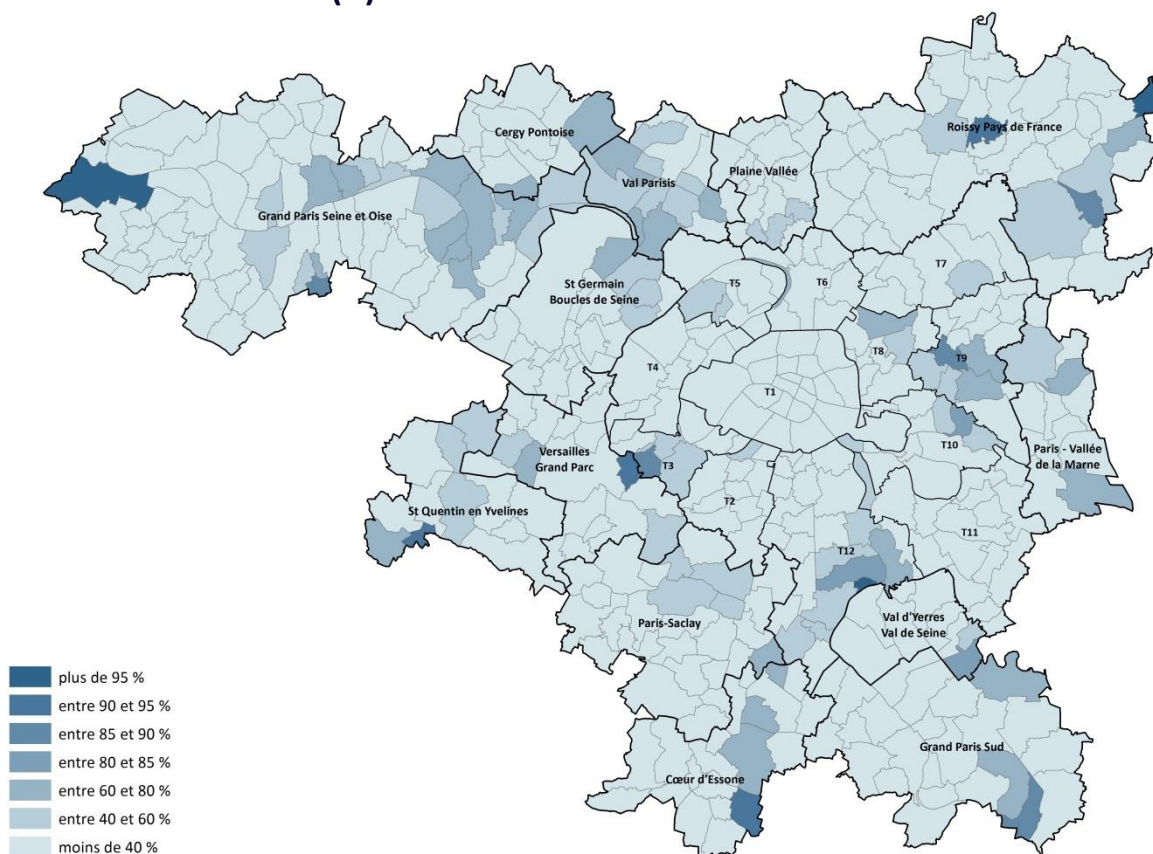 Cergy Pontoise
Roissy Pays de France
Plaine Vallée
Val Parisis
Grand Paris Seine et Oise
T7
T5
T6
St Germain
Boucles de Seine
T8
T9
T4
T1
T10
Paris - Vallée
de la Marne
Versailles
Grand Parc
T3
T2
St Quentin en Yvelines
T11
T12
Paris-Saclay
Val d'Yerres
Val de Seine
Grand Paris Sud
Cœur d'Essone
plus de 95 %
entre 90 et 95 %
entre 85 et 90 %
entre 80 et 85 %
entre 60 et 80 %
entre 40 et 60 %
moins de 40 %